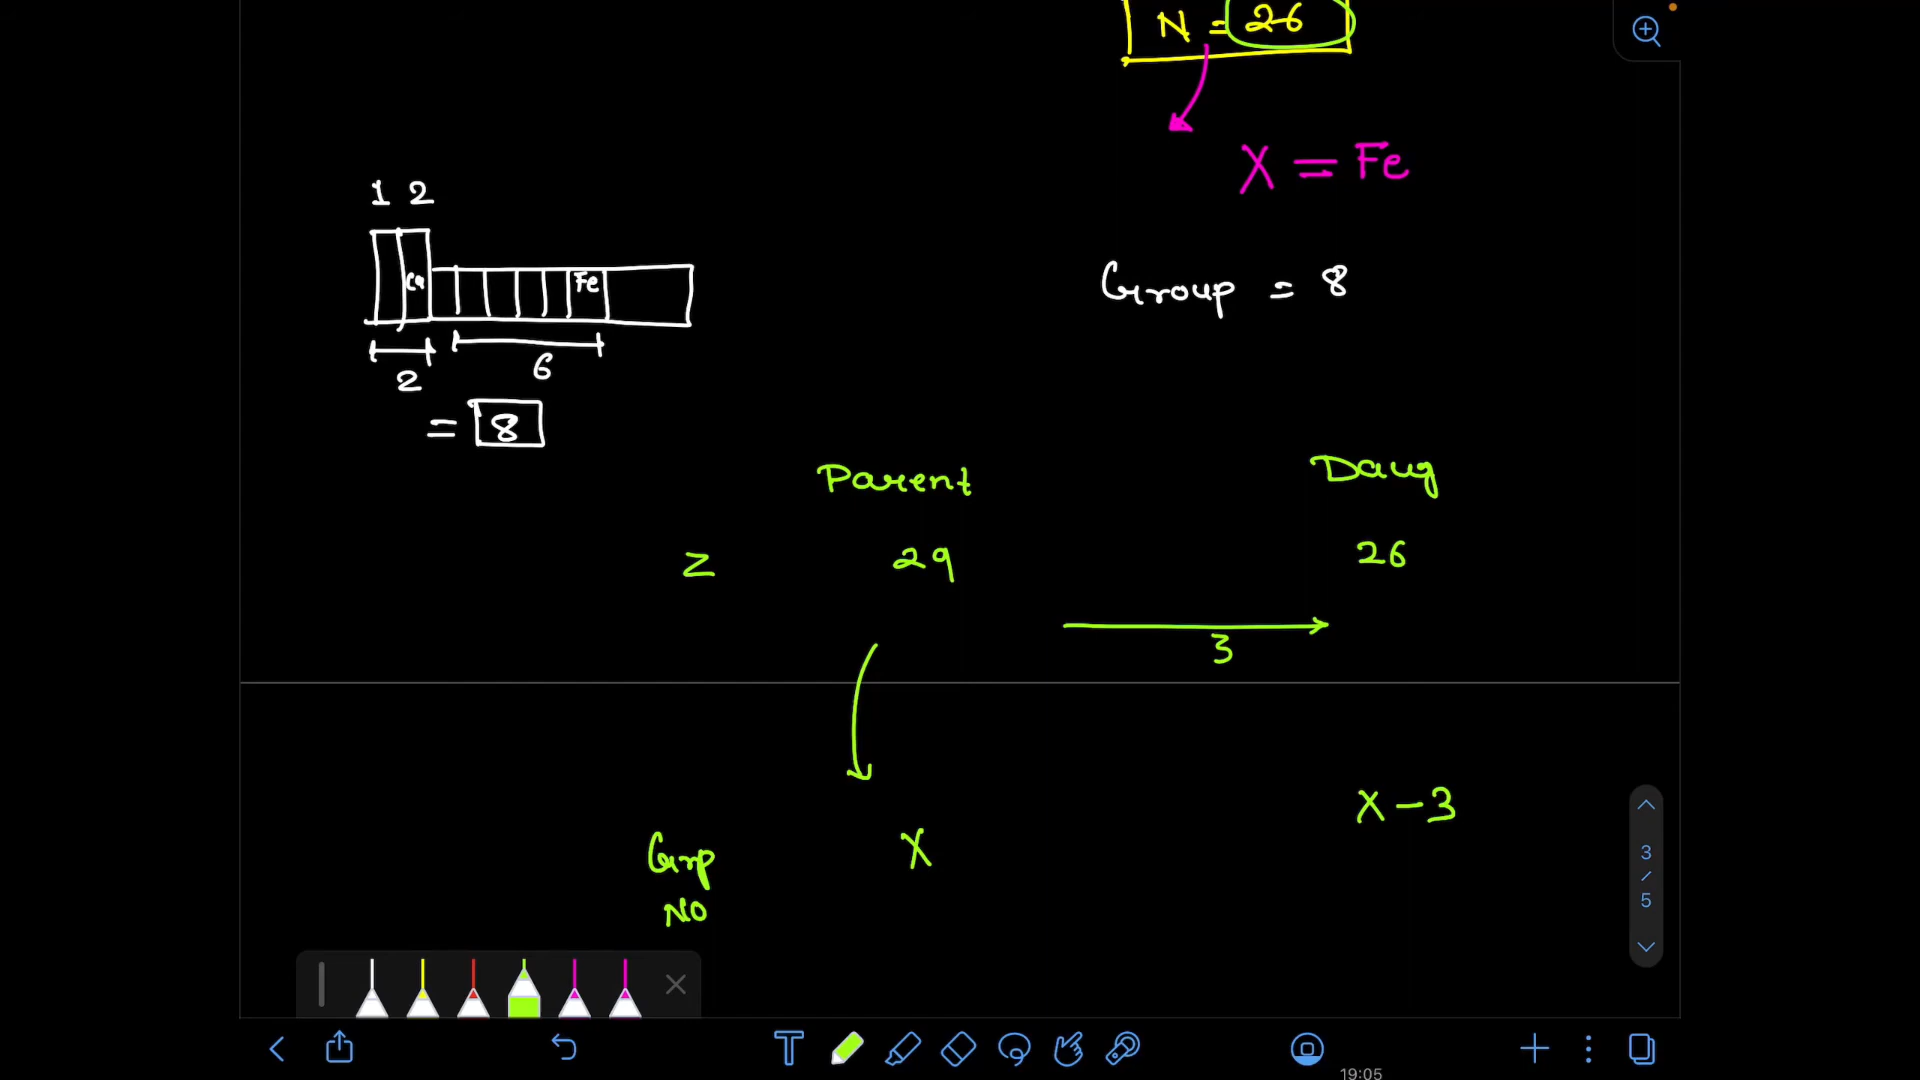 N = 26
X = Fe
1 2
Ca Fe
Group = 8
2 6
= 8
Parent Daug
Z 29 26
3
X - 3
Grp X
NO
3
/
5
T
19:05